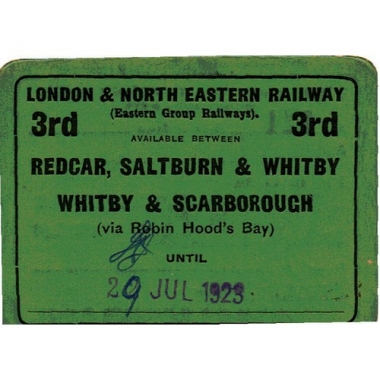 LONDON & NORTH EASTERN RAILWAY
(Eastern Group Railways).
3rd 3rd
AVAILABLE BETWEEN
REDCAR, SALTBURN & WHITBY
WHITBY & SCARBOROUGH
(via Robin Hood's Bay)
UNTIL
29 JUL 1923